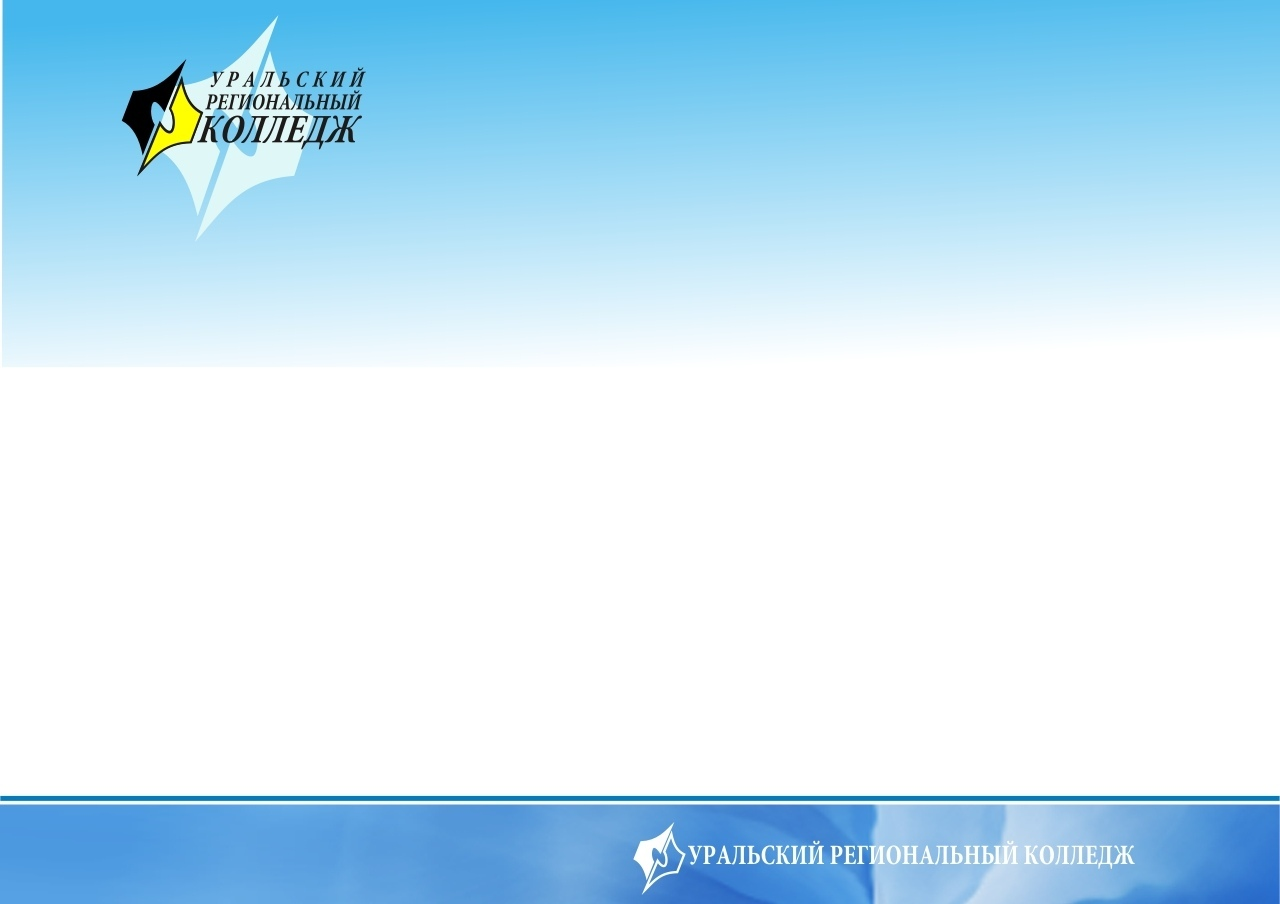 УРАЛЬСКИЙ
РЕГИОНАЛЬНЫЙ
КОЛЛЕДЖ
УРАЛЬСКИЙ РЕГИОНАЛЬНЫЙ КОЛЛЕДЖ